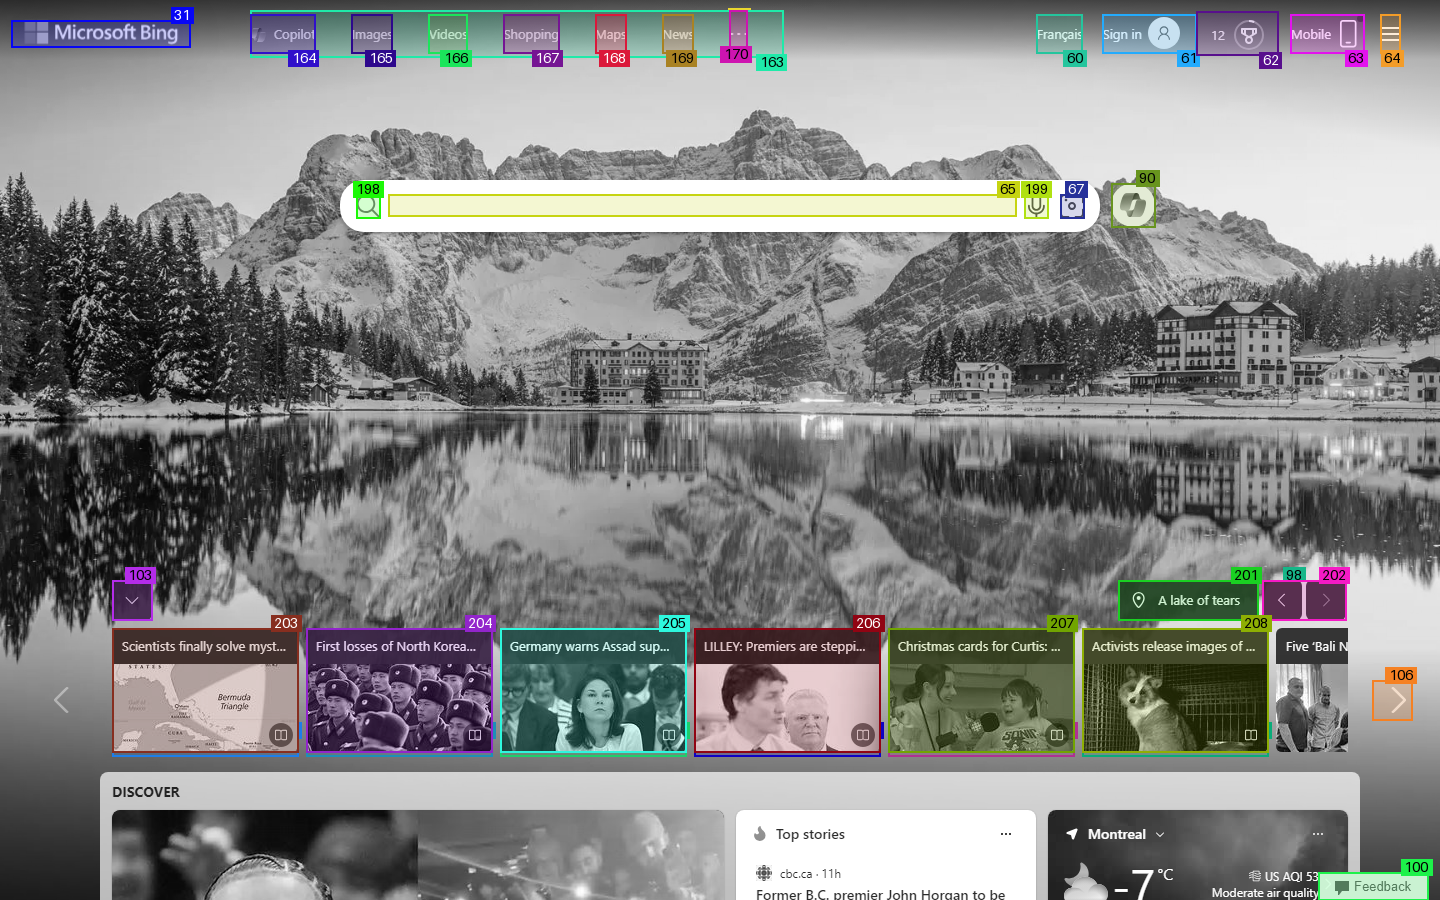 31
Microsoft Bing
Copilot
Images
Videos
Shopping
Maps
News
...
164
165
166
167
168
169
170
163
Français
Sign in
12
Mobile
60
61
62
63
64
198
65
199
67
90
103
201
98
202
A lake of tears
203
204
205
206
207
208
Scientists finally solve myst...
First losses of North Korea...
Germany warns Assad sup...
LILLEY: Premiers are steppi...
Christmas cards for Curtis: ...
Activists release images of ...
Five ‘Bali N
STATES
Gulf of
Mexico
Bermuda
Triangle
CUBA
SONIC
106
DISCOVER
Top stories
...
cbc.ca · 11h
Former B.C. premier John Horgan to be
Montreal
...
-7 °C
US AQI 53
Moderate air quality
100
Feedback